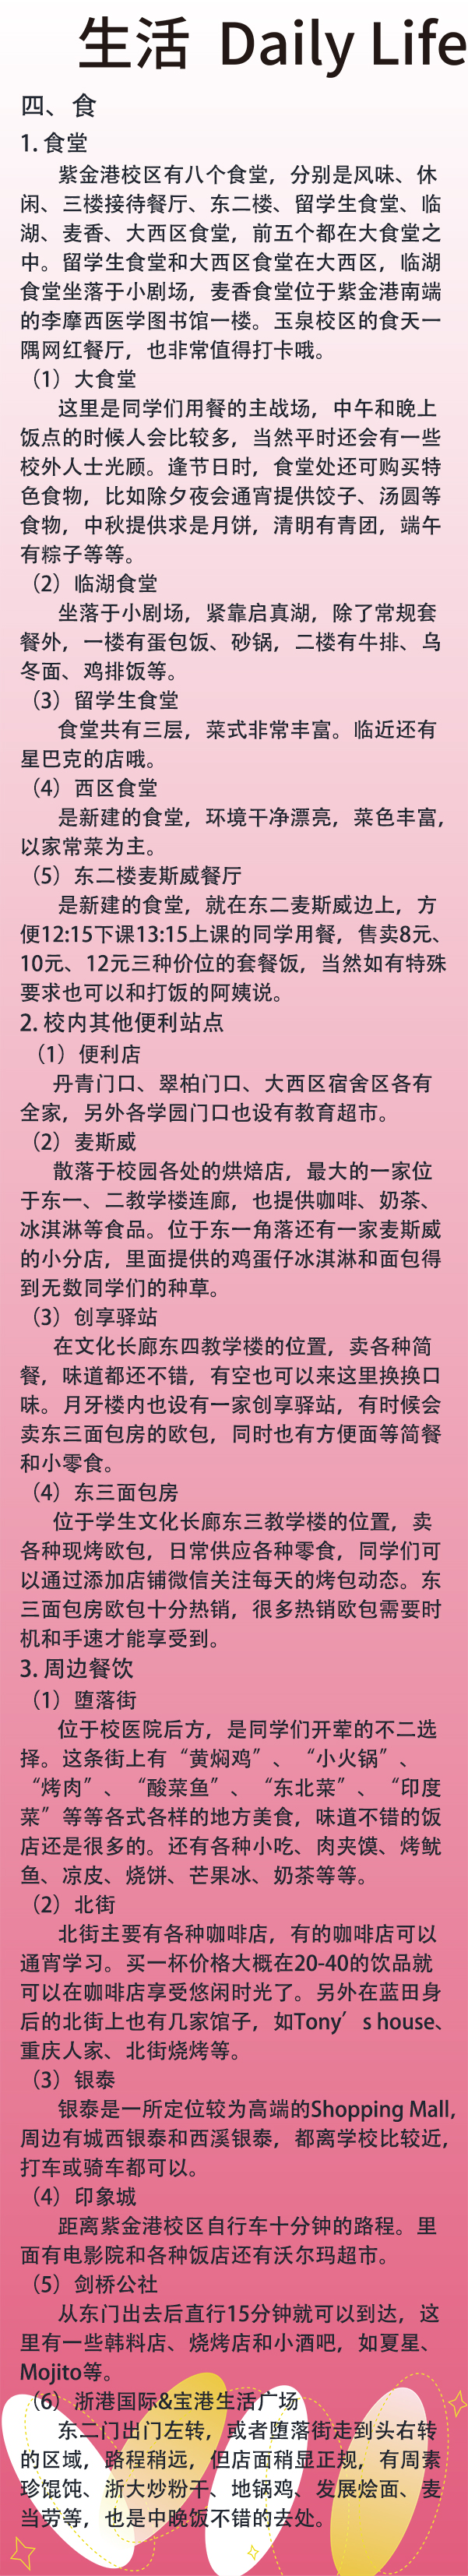 生活 Daily Life
四、食
1. 食堂
紫金港校区有八个食堂，分别是风味、休
闲、三楼接待餐厅、东二楼、留学生食堂、临
湖、麦香、大西区食堂，前五个都在大食堂之
中。留学生食堂和大西区食堂在大西区，临湖
食堂坐落于小剧场，麦香食堂位于紫金港南端
的李摩西医学图书馆一楼。玉泉校区的食天一
隅网红餐厅，也非常值得打卡哦。
（1）大食堂
这里是同学们用餐的主战场，中午和晚上
饭点的时候人会比较多，当然平时还会有一些
校外人士光顾。逢节日时，食堂处还可购买特
色食物，比如除夕夜会通宵提供饺子、汤圆等
食物，中秋提供求是月饼，清明有青团，端午
有粽子等等。
（2）临湖食堂
坐落于小剧场，紧靠启真湖，除了常规套
餐外，一楼有蛋包饭、砂锅，二楼有牛排、乌
冬面、鸡排饭等。
（3）留学生食堂
食堂共有三层，菜式非常丰富。临近还有
星巴克的店哦。
（4）西区食堂
是新建的食堂，环境干净漂亮，菜色丰富，
以家常菜为主。
（5）东二楼麦斯威餐厅
是新建的食堂，就在东二麦斯威边上，方
便12:15下课13:15上课的同学用餐，售卖8元、
10元、12元三种价位的套餐饭，当然如有特殊
要求也可以和打饭的阿姨说。
2. 校内其他便利站点
（1）便利店
丹青门口、翠柏门口、大西区宿舍区各有
全家，另外各学园门口也设有教育超市。
（2）麦斯威
散落于校园各处的烘焙店，最大的一家位
于东一、二教学楼连廊，也提供咖啡、奶茶、
冰淇淋等食品。位于东一角落还有一家麦斯威
的小分店，里面提供的鸡蛋仔冰淇淋和面包得
到无数同学们的种草。
（3）创享驿站
在文化长廊东四教学楼的位置，卖各种简
餐，味道都还不错，有空也可以来这里换换口
味。月牙楼内也设有一家创享驿站，有时候会
卖东三面包房的欧包，同时也有方便面等简餐
和小零食。
（4）东三面包房
位于学生文化长廊东三教学楼的位置，卖
各种现烤欧包，日常供应各种零食，同学们可
以通过添加店铺微信关注每天的烤包动态。东
三面包房欧包十分热销，很多热销欧包需要时
机和手速才能享受到。
3. 周边餐饮
（1）堕落街
位于校医院后方，是同学们开荤的不二选
择。这条街上有“黄焖鸡”、“小火锅”、
“烤肉”、“酸菜鱼”、“东北菜”、“印度
菜”等等各式各样的地方美食，味道不错的饭
店还是很多的。还有各种小吃、肉夹馍、烤鱿
鱼、凉皮、烧饼、芒果冰、奶茶等等。
（2）北街
北街主要有各种咖啡店，有的咖啡店可以
通宵学习。买一杯价格大概在20-40的饮品就
可以在咖啡店享受悠闲时光了。另外在蓝田身
后的北街上也有几家馆子，如Tony’s house、
重庆人家、北街烧烤等。
（3）银泰
银泰是一所定位较为高端的Shopping Mall，
周边有城西银泰和西溪银泰，都离学校比较近，
打车或骑车都可以。
（4）印象城
距离紫金港校区自行车十分钟的路程。里
面有电影院和各种饭店还有沃尔玛超市。
（5）剑桥公社
从东门出去后直行15分钟就可以到达，这
里有一些韩料店、烧烤店和小酒吧，如夏星、
Mojito等。
（6）浙港国际&宝港生活广场
东二门出门左转，或者堕落街走到头右转
的区域，路程稍远，但店面稍显正规，有周素
珍馄饨、浙大炒粉干、地锅鸡、发展烩面、麦
当劳等，也是中晚饭不错的去处。